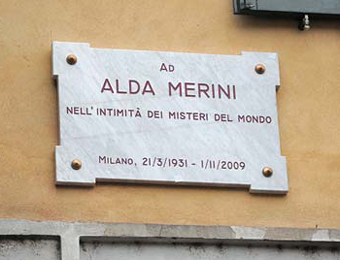 AD
ALDA MERINI
NELL'INTIMITÀ DEI MISTERI DEL MONDO
MILANO, 21/3/1931 - 1/11/2009